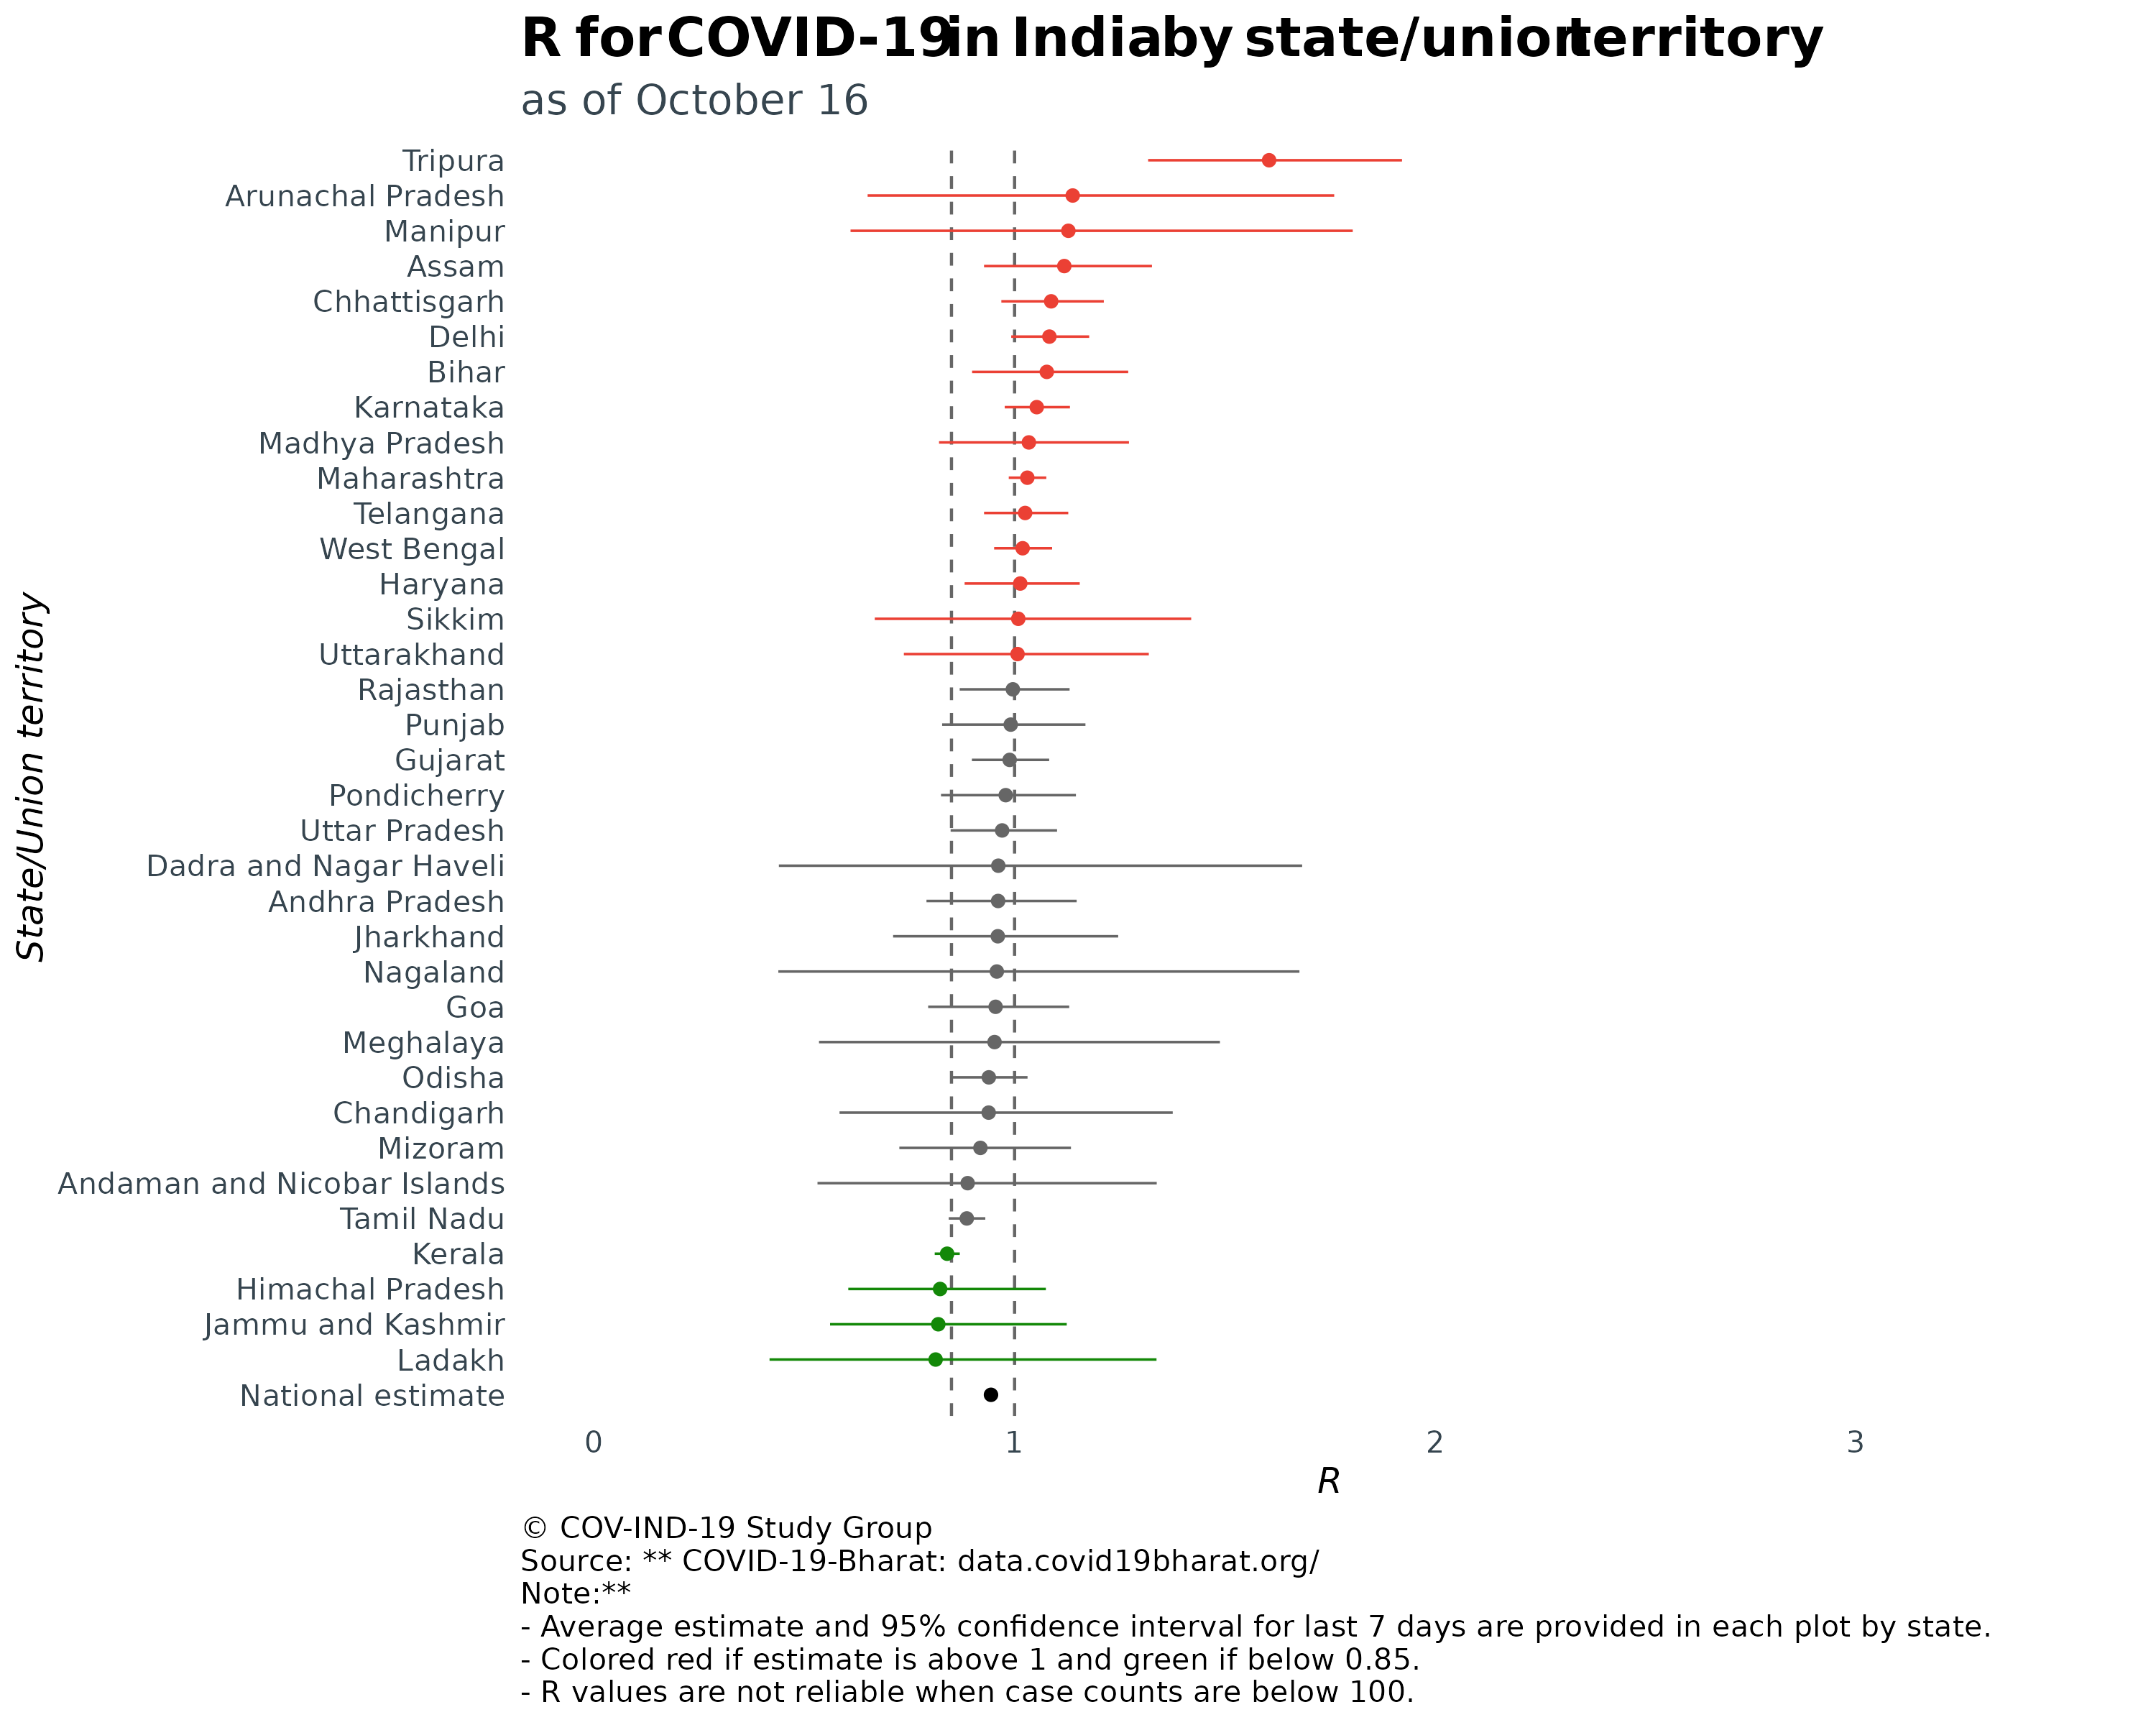 R for COVID-19 in India by state/union territory
as of October 16
Tripura
Arunachal Pradesh
Manipur
Assam
Chhattisgarh
Delhi
Bihar
Karnataka
Madhya Pradesh
Maharashtra
Telangana
West Bengal
Haryana
Sikkim
Uttarakhand
Rajasthan
Punjab
Gujarat
Pondicherry
Uttar Pradesh
Dadra and Nagar Haveli
Andhra Pradesh
Jharkhand
Nagaland
Goa
Meghalaya
Odisha
Chandigarh
Mizoram
Andaman and Nicobar Islands
Tamil Nadu
Kerala
Himachal Pradesh
Jammu and Kashmir
Ladakh
National estimate
State/Union territory
0 1 2 3
R
© COV-IND-19 Study Group
Source: ** COVID-19-Bharat: data.covid19bharat.org/
Note:**
- Average estimate and 95% confidence interval for last 7 days are provided in each plot by state.
- Colored red if estimate is above 1 and green if below 0.85.
- R values are not reliable when case counts are below 100.